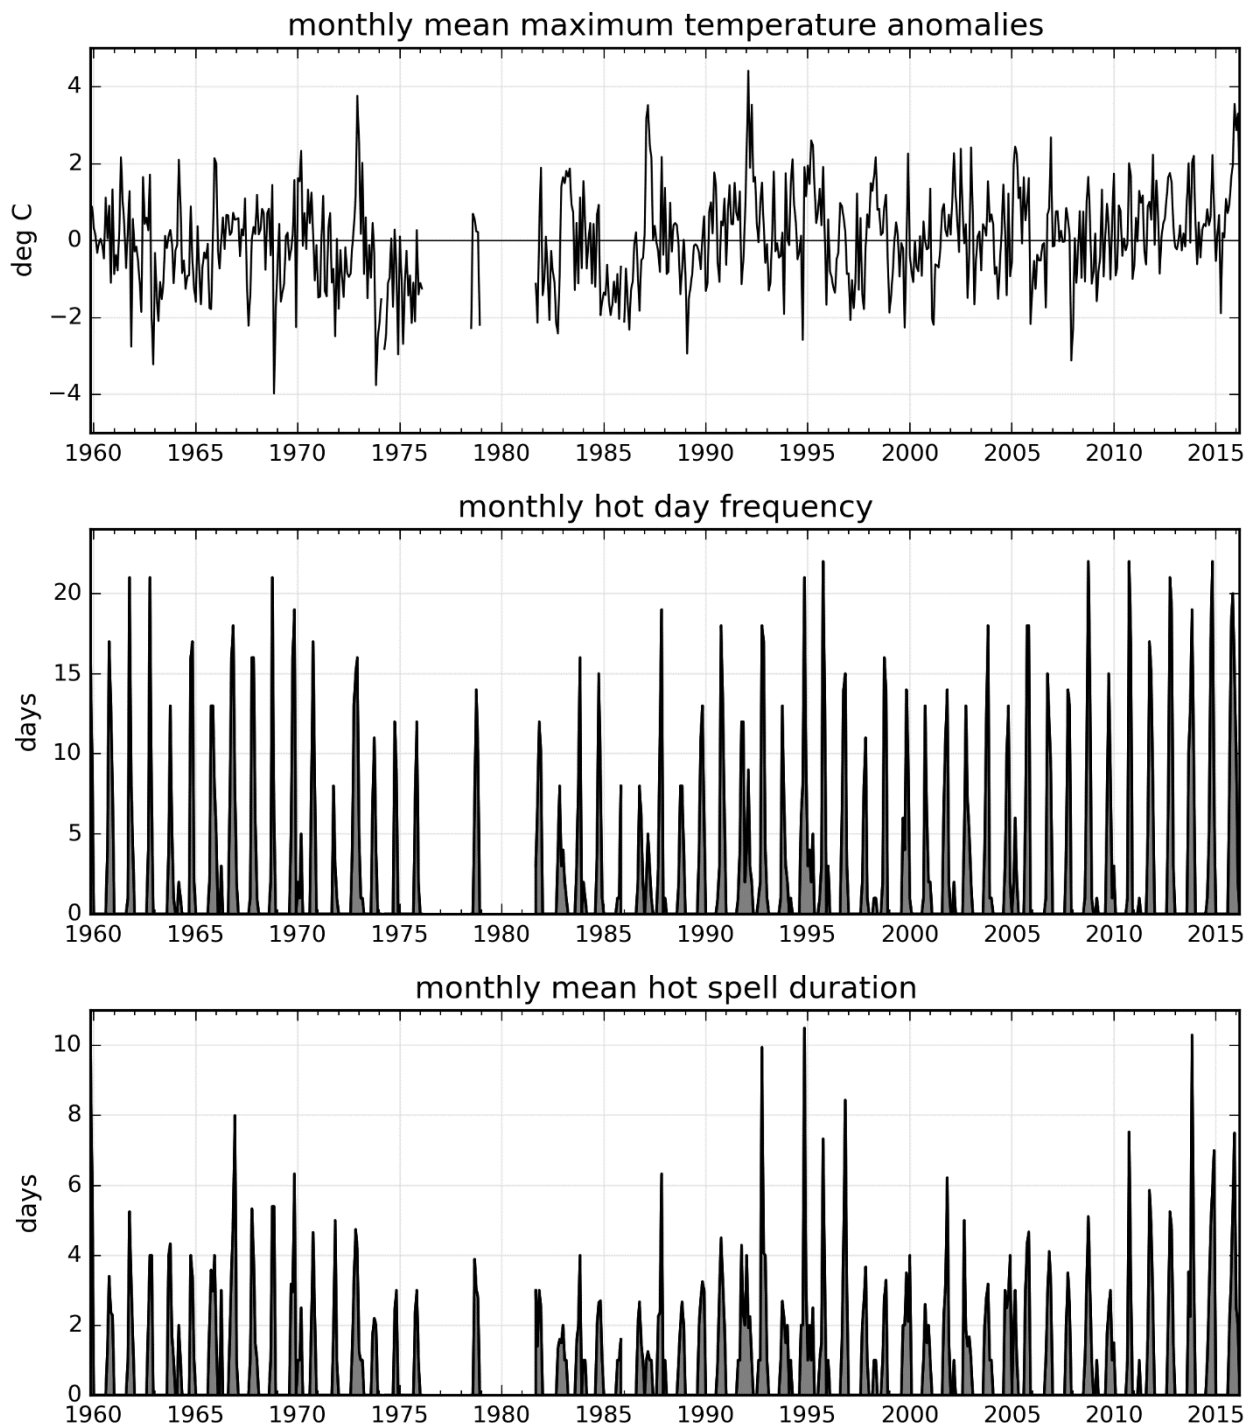 monthly mean maximum temperature anomalies
deg C
4
2
0
−2
−4
1960 1965 1970 1975 1980 1985 1990 1995 2000 2005 2010 2015
monthly hot day frequency
days
20
15
10
5
0
1960 1965 1970 1975 1980 1985 1990 1995 2000 2005 2010 2015
monthly mean hot spell duration
days
10
8
6
4
2
0
1960 1965 1970 1975 1980 1985 1990 1995 2000 2005 2010 2015